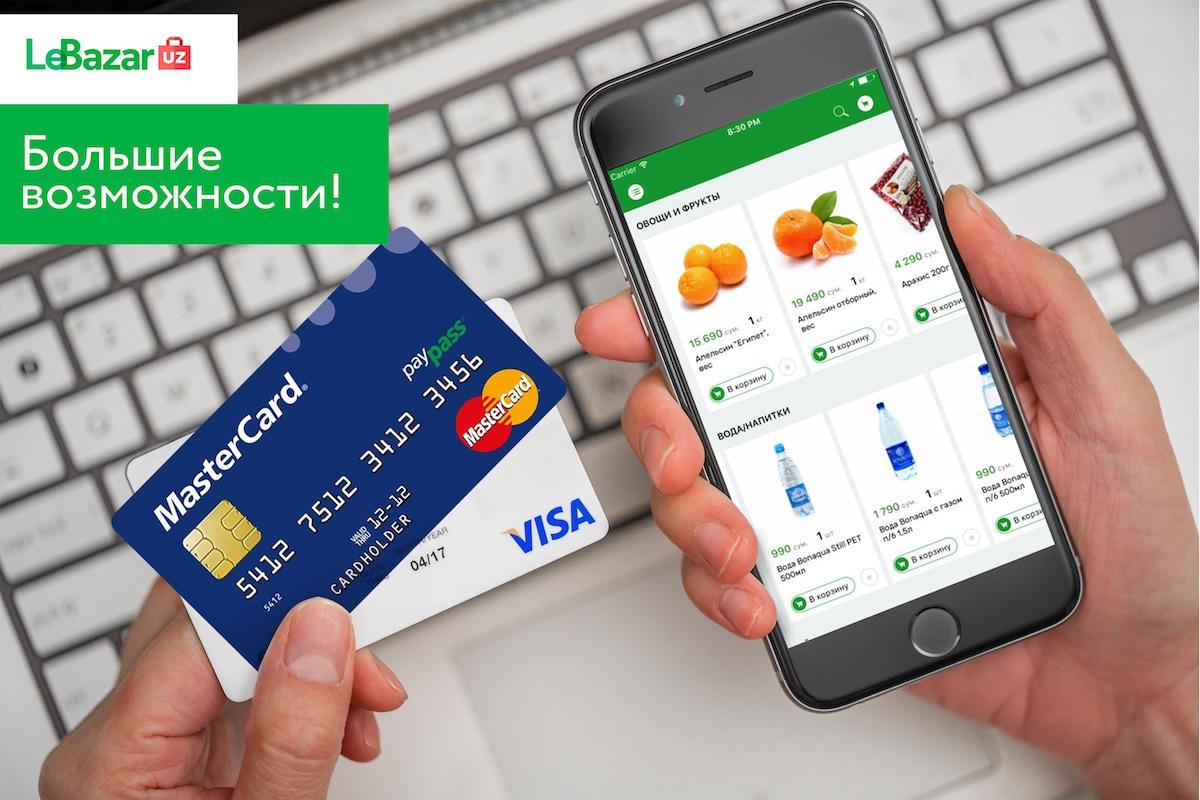 LeBazar UZ
Большие
возможности!
MasterCard
paypass
5412 7512 3412 3456
5412
VALID
THRU
12-12
CARDHOLDER
MasterCard
04/17
VISA
Carrier
8:30 PM
ОВОЩИ И ФРУКТЫ
15 690 сум. 1 кг
Апельсин "Египет",
вес
В корзину
19 490 сум. 1 кг
Апельсин отборный,
вес
В корзину
4 290 сум.
Арахис 200г
В корзин
ВОДА/НАПИТКИ
990 сум. 1 шт
Вода Bonaqua Still PET
500мл
В корзину
1 790 сум. 1 шт
Вода Bonaqua с газом
п/б 1.5л
В корзину
990 сум.
Вода Bonaqua
п/б 500мл
В корзину